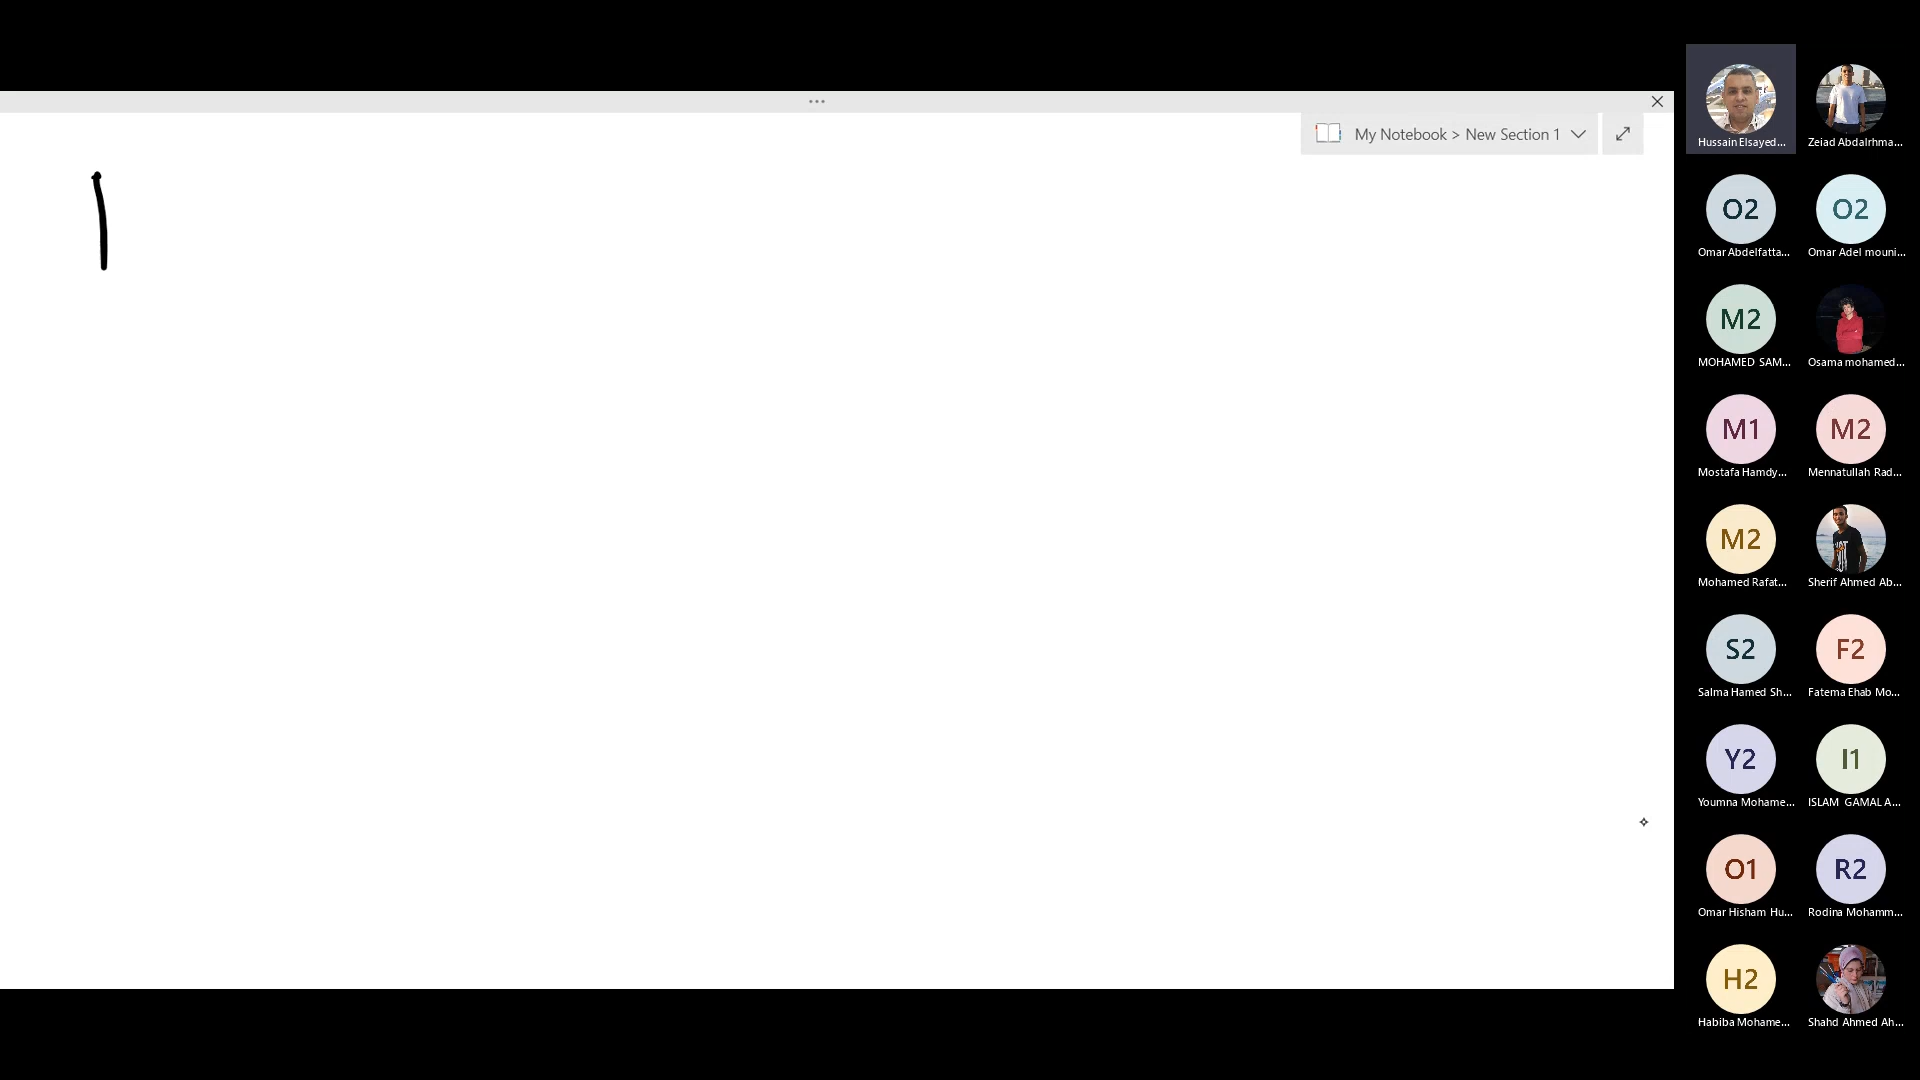 My Notebook > New Section 1
Hussain Elsayed...
Zeiad Abdalrhma...
O2
O2
Omar Abdelfatta...
Omar Adel mouni...
M2
MOHAMED SAM...
Osama mohamed...
M1
M2
Mostafa Hamdy...
Mennatullah Rad...
M2
Mohamed Rafat...
Sherif Ahmed Ab...
S2
F2
Salma Hamed Sh...
Fatema Ehab Mo...
Y2
I1
Youmna Mohame...
ISLAM GAMAL A...
O1
R2
Omar Hisham Hu...
Rodina Mohamm...
H2
Habiba Mohame...
Shahd Ahmed Ah...